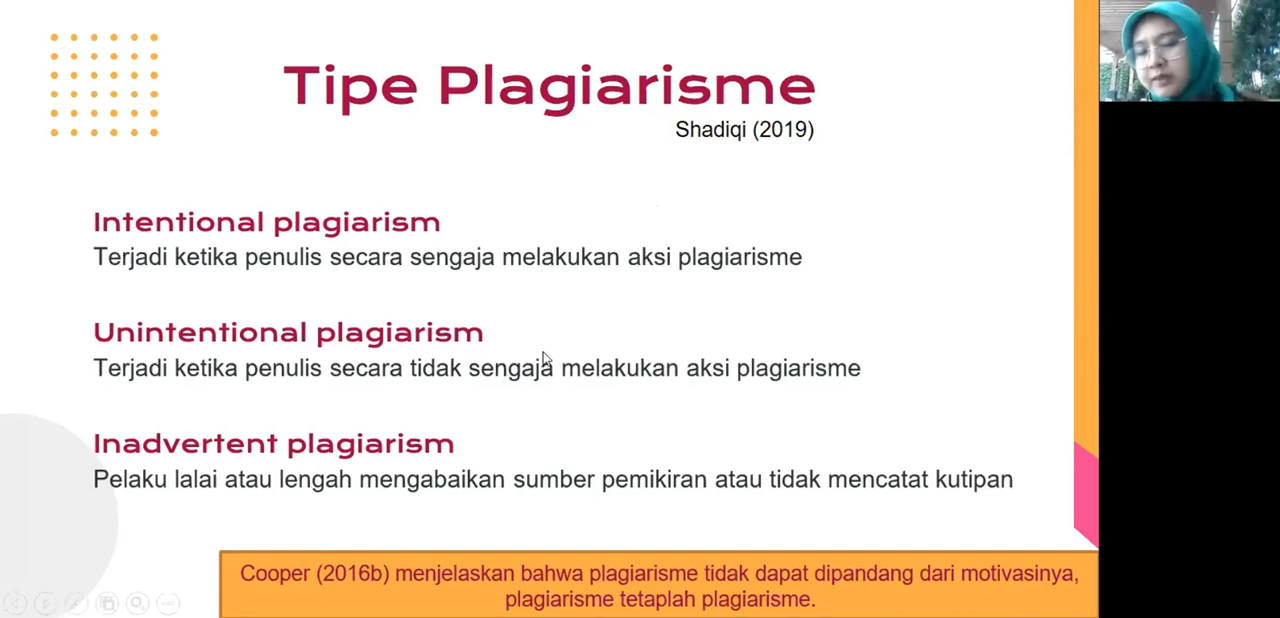 Tipe Plagiarisme
Shadiqi (2019)
Intentional plagiarism
Terjadi ketika penulis secara sengaja melakukan aksi plagiarisme
Unintentional plagiarism
Terjadi ketika penulis secara tidak sengaja melakukan aksi plagiarisme
Inadvertent plagiarism
Pelaku lalai atau lengah mengabaikan sumber pemikiran atau tidak mencatat kutipan
Cooper (2016b) menjelaskan bahwa plagiarisme tidak dapat dipandang dari motivasinya,
plagiarisme tetaplah plagiarisme.